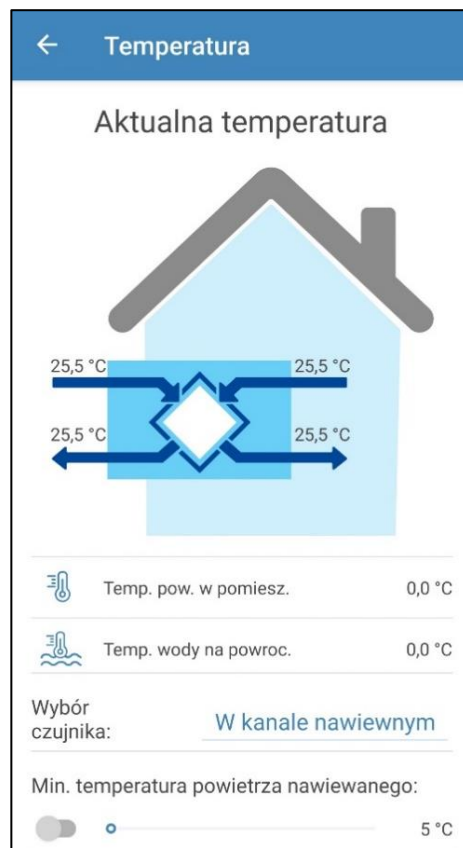 Temperatura
Aktualna temperatura
25,5 °C 25,5 °C
25,5 °C 25,5 °C
Temp. pow. w pomiesz. 0,0 °C
Temp. wody na powroc. 0,0 °C
Wybór
czujnika: W kanale nawiewnym
Min. temperatura powietrza nawiewanego:
5 °C